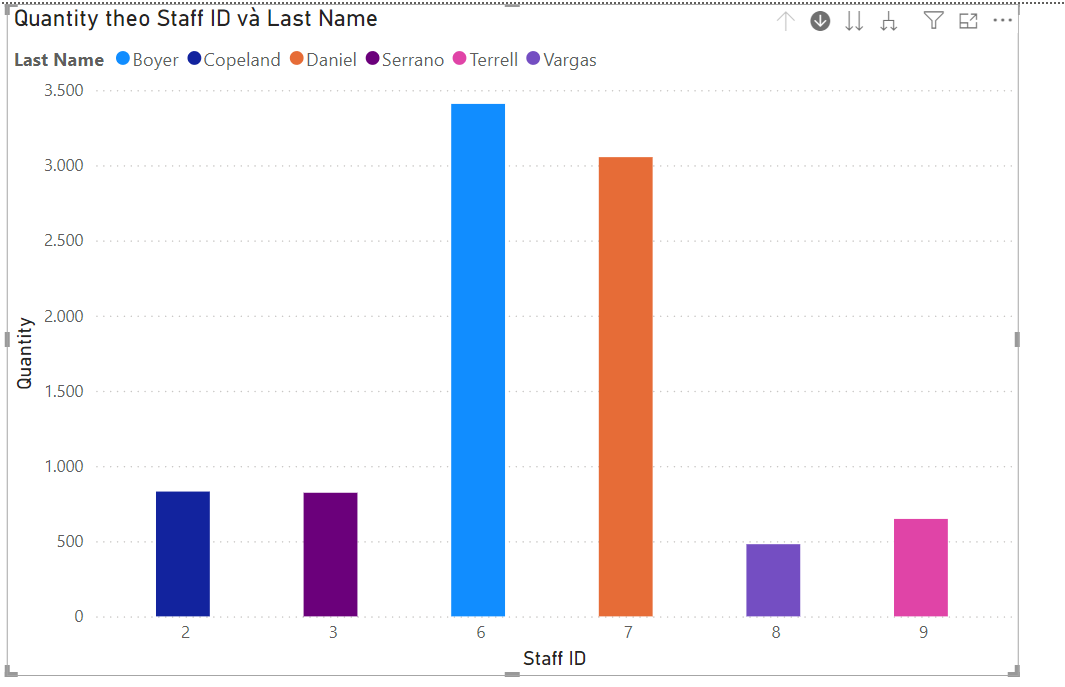 Quantity theo Staff ID và Last Name
Last Name Boyer Copeland Daniel Serrano Terrell Vargas
3.500
3.000
2.500
2.000
1.500
1.000
500
0
Quantity
2 3 6 7 8 9
Staff ID